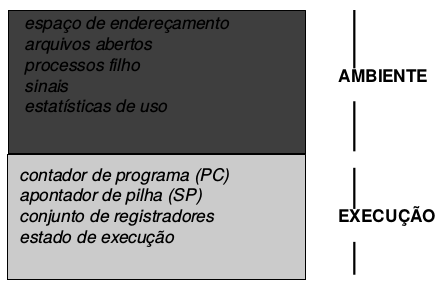 espaço de endereçamento
arquivos abertos
processos filho
sinais
estatísticas de uso
AMBIENTE
contador de programa (PC)
apontador de pilha (SP)
conjunto de registradores
estado de execução
EXECUÇÃO